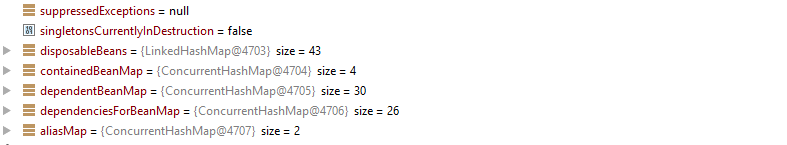 suppressedExceptions = null
singletonsCurrentlyInDestruction = false
disposableBeans = {LinkedHashMap@4703} size = 43
containedBeanMap = {ConcurrentHashMap@4704} size = 4
dependentBeanMap = {ConcurrentHashMap@4705} size = 30
dependenciesForBeanMap = {ConcurrentHashMap@4706} size = 26
aliasMap = {ConcurrentHashMap@4707} size = 2